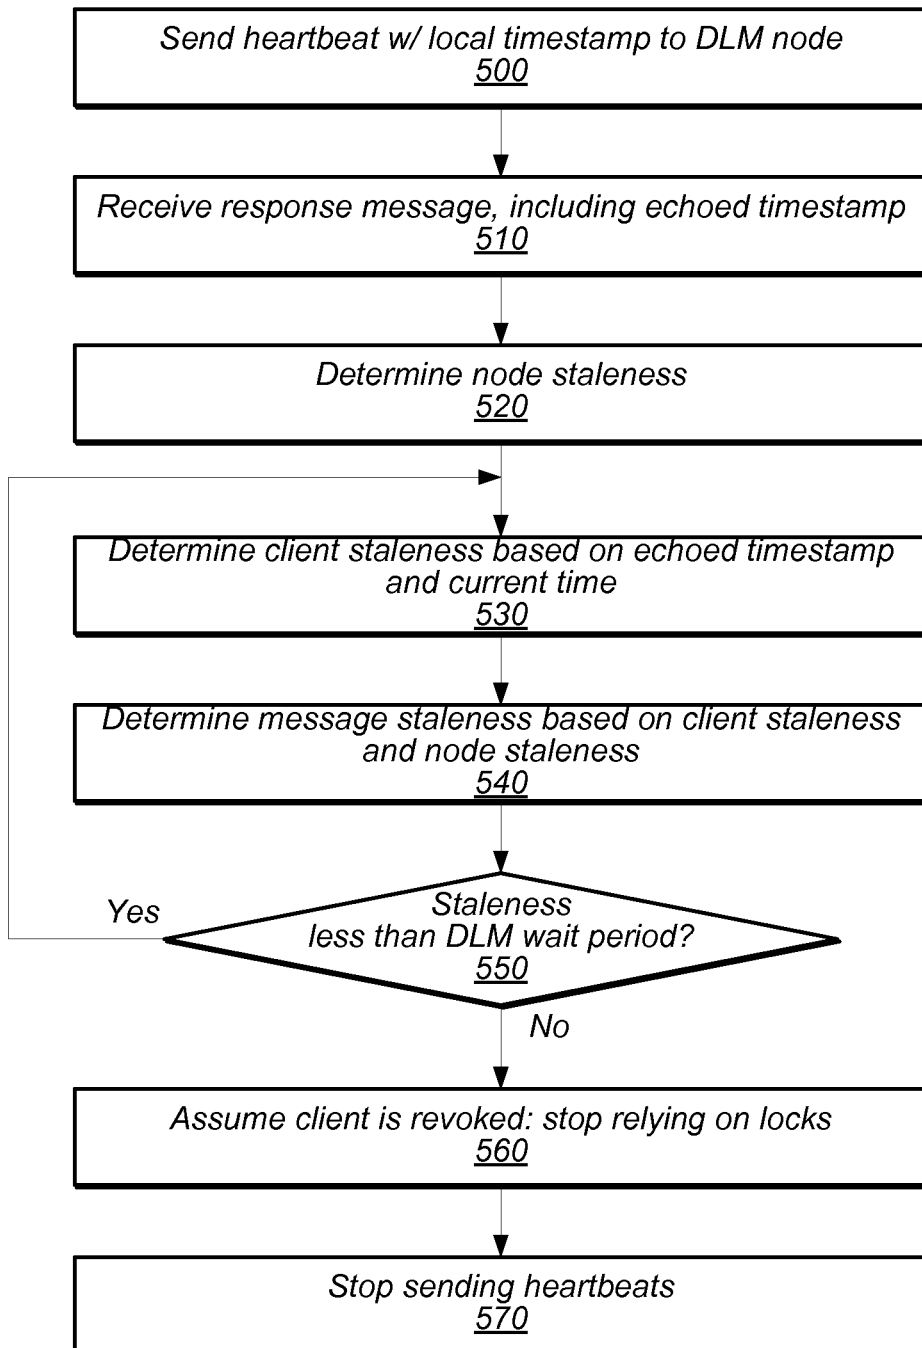 Send heartbeat w/ local timestamp to DLM node
500
Receive response message, including echoed timestamp
510
Determine node staleness
520
Determine client staleness based on echoed timestamp
and current time
530
Determine message staleness based on client staleness
and node staleness
540
Yes
Staleness
less than DLM wait period?
550
No
Assume client is revoked: stop relying on locks
560
Stop sending heartbeats
570